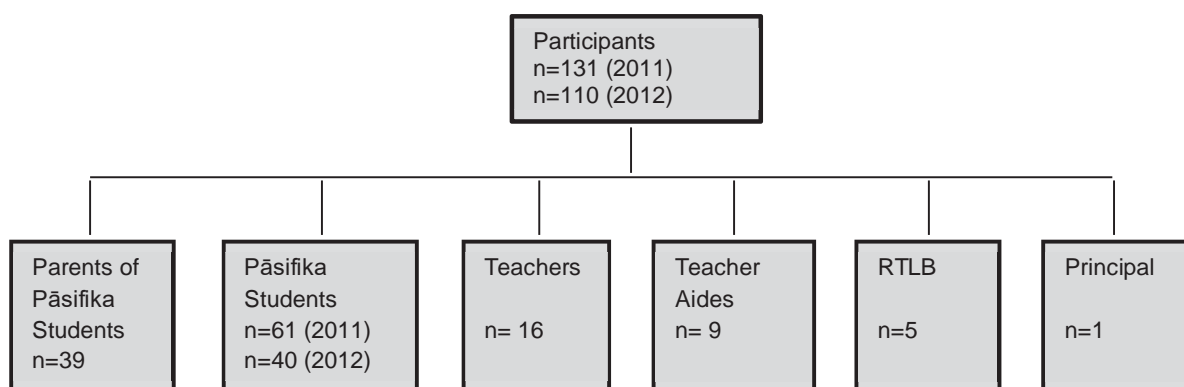 Participants
n=131 (2011)
n=110 (2012)
Parents of
Pāsifika
Students
n=39
Pāsifika
Students
n=61 (2011)
n=40 (2012)
Teachers
n= 16
Teacher
Aides
n= 9
RTLB
n=5
Principal
n=1